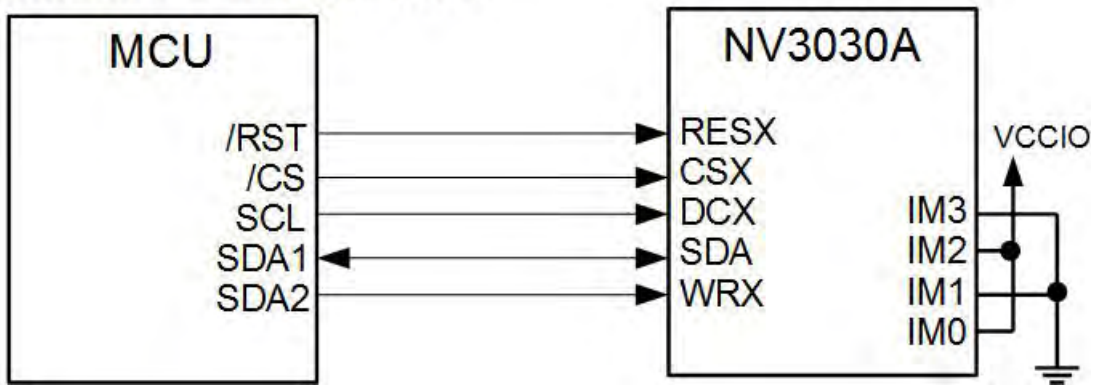 MCU
/RST
/CS
SCL
SDA1
SDA2
NV3030A
RESX
CSX
DCX
SDA
WRX
IM3
IM2
IM1
IM0
VCCIO